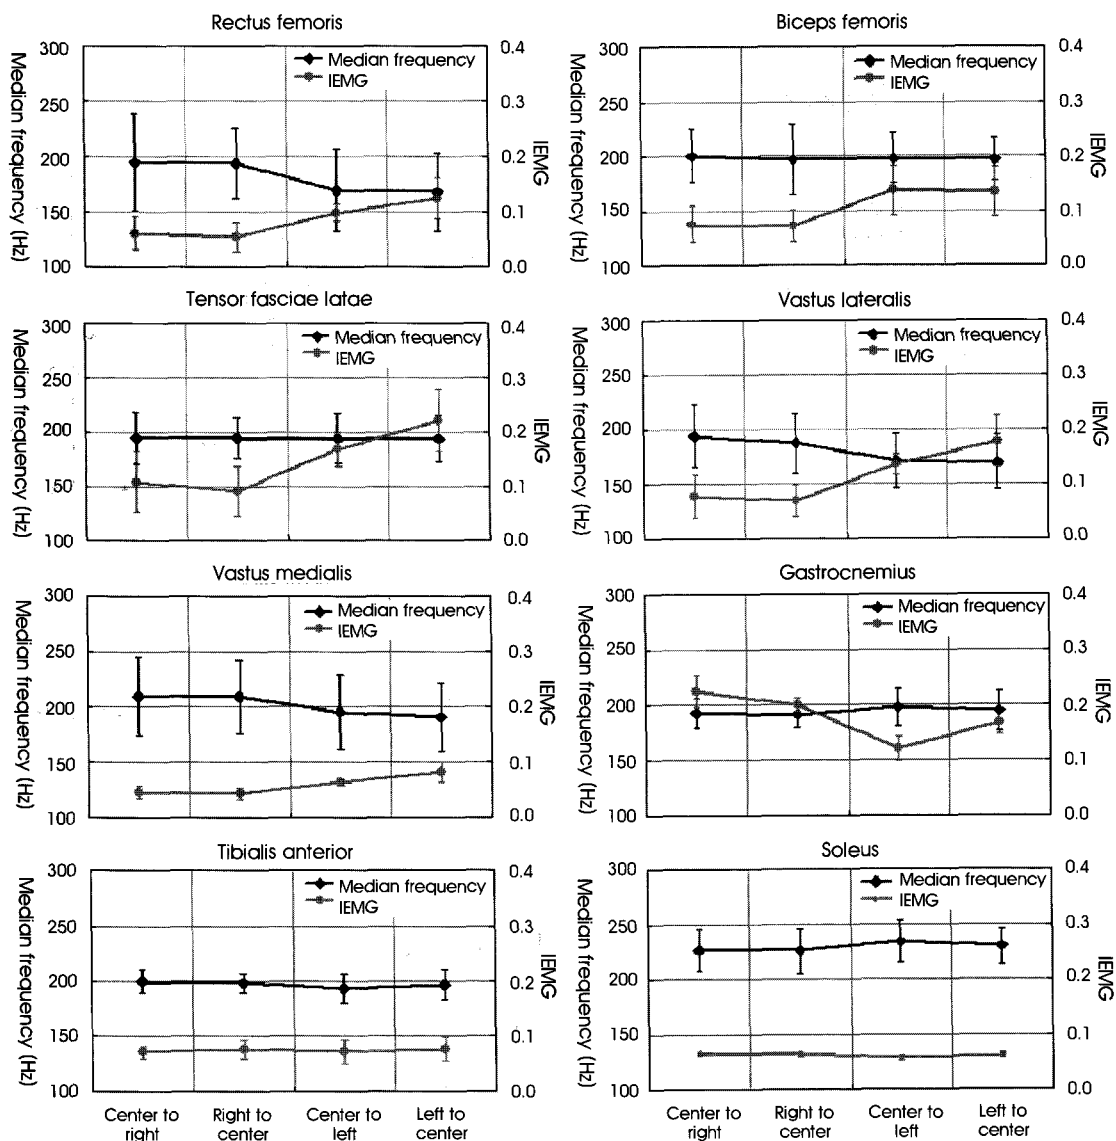 Rectus femoris
Median frequency (Hz)
300
250
200
150
100
Median frequency
IEMG
0.4
0.3
0.2
0.1
0.0
IEMG
Biceps femoris
Median frequency (Hz)
300
250
200
150
100
Median frequency
IEMG
0.4
0.3
0.2
0.1
0.0
IEMG
Tensor fasciae latae
Median frequency (Hz)
300
250
200
150
100
Median frequency
IEMG
0.4
0.3
0.2
0.1
0.0
IEMG
Vastus lateralis
Median frequency (Hz)
300
250
200
150
100
Median frequency
IEMG
0.4
0.3
0.2
0.1
0.0
IEMG
Vastus medialis
Median frequency (Hz)
300
250
200
150
100
Median frequency
IEMG
0.4
0.3
0.2
0.1
0.0
IEMG
Gastrocnemius
Median frequency (Hz)
300
250
200
150
100
Median frequency
IEMG
0.4
0.3
0.2
0.1
0.0
IEMG
Tibialis anterior
Median frequency (Hz)
300
250
200
150
100
Median frequency
IEMG
0.4
0.3
0.2
0.1
0.0
IEMG
Center to
right
Right to
center
Center to
left
Left to
center
Soleus
Median frequency (Hz)
300
250
200
150
100
Median frequency
IEMG
0.4
0.3
0.2
0.1
0.0
IEMG
Center to
right
Right to
center
Center to
left
Left to
center